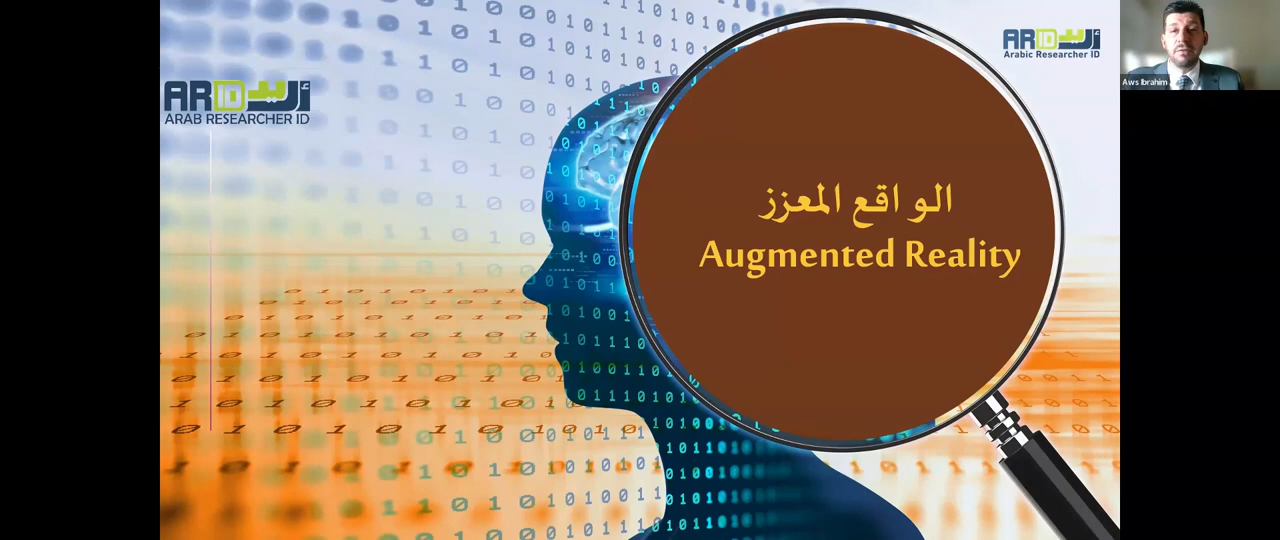 أريد
ARID
ARAB RESEARCHER ID
ARID
أريد
Arabic Researcher ID
Aws Ibrahim
الواقع المعزز
Augmented Reality